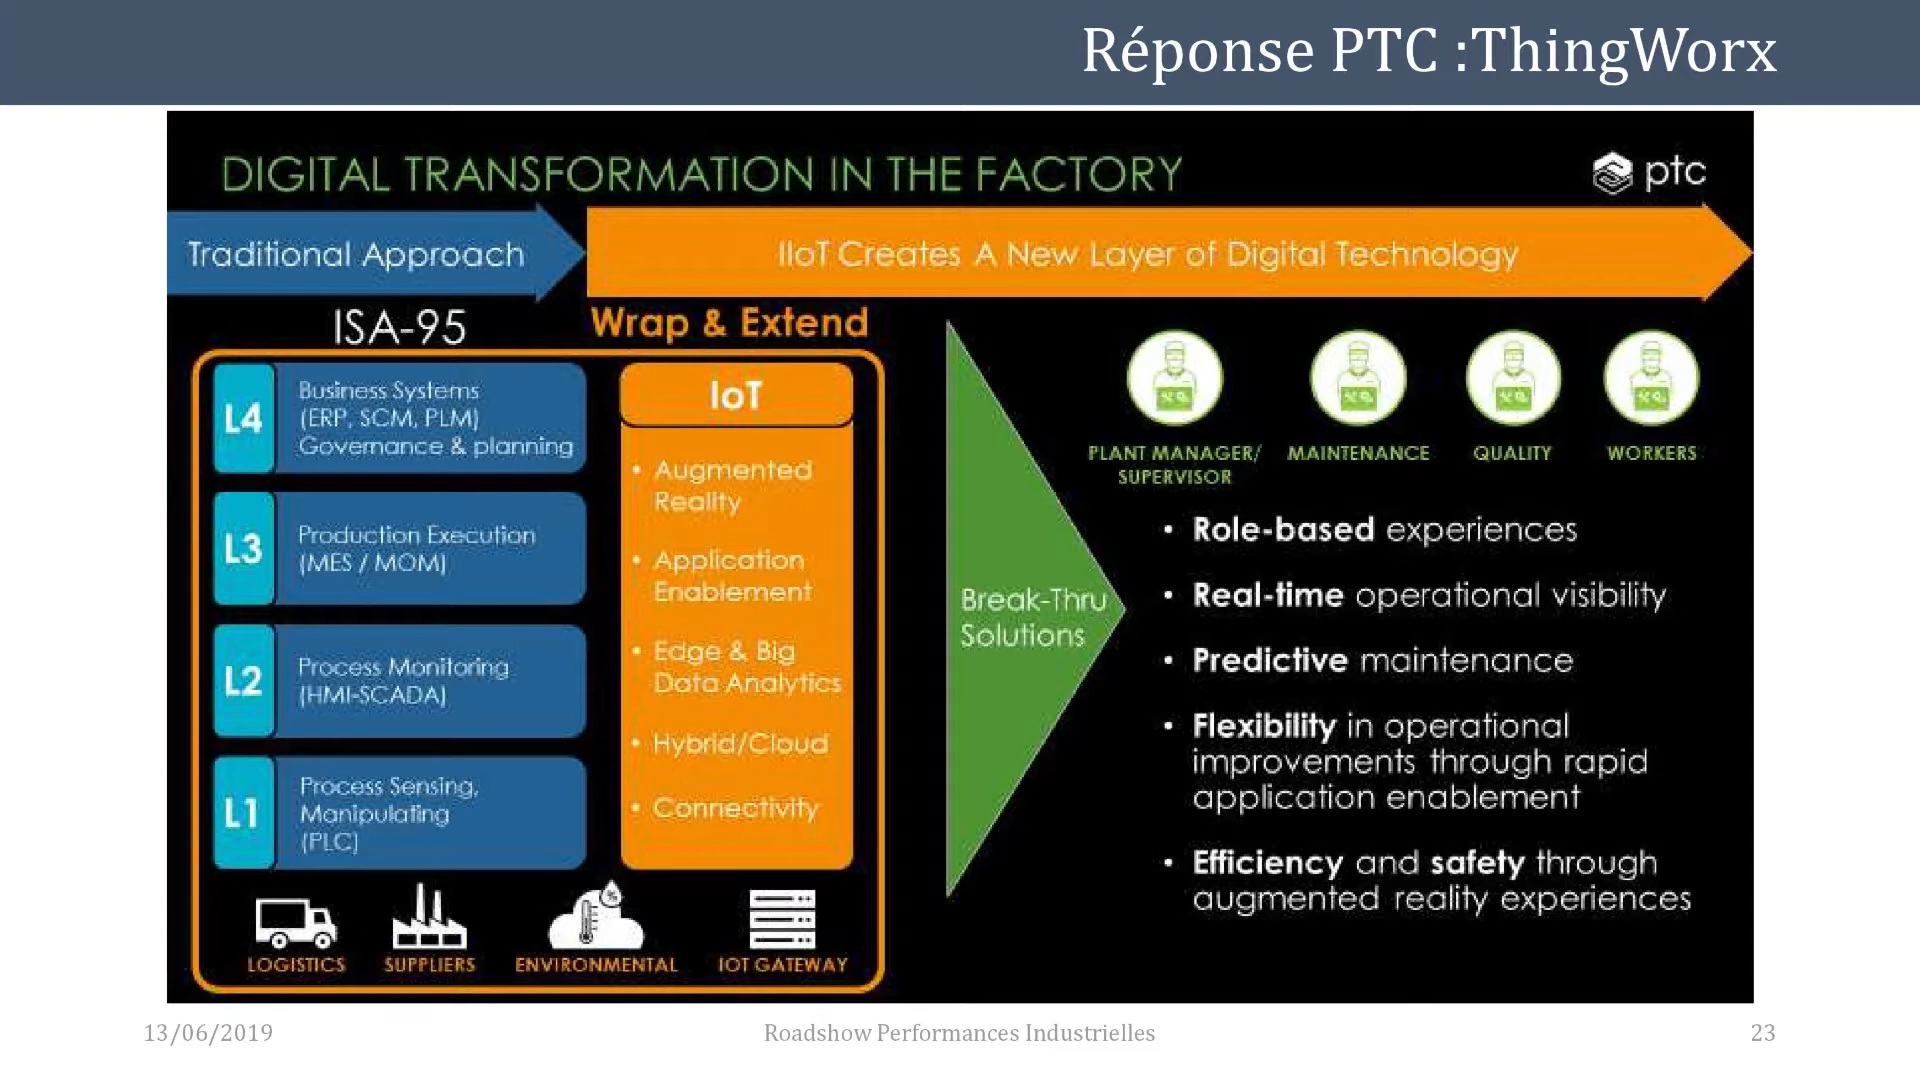 Réponse PTC :ThingWorx
DIGITAL TRANSFORMATION IN THE FACTORY
ptc
Traditional Approach
IIoT Creates A New Layer of Digital Technology
ISA-95
Wrap & Extend
L4
Business Systems
(ERP, SCM, PLM)
Governance & planning
L3
Production Execution
(MES / MOM)
L2
Process Monitoring
(HMI-SCADA)
L1
Process Sensing,
Manipulating
(PLC)
IoT
• Augmented
Reality
• Application
Enablement
• Edge & Big
Data Analytics
• Hybrid/Cloud
• Connectivity
LOGISTICS
SUPPLIERS
ENVIRONMENTAL
IOT GATEWAY
Break-Thru
Solutions
PLANT MANAGER/
SUPERVISOR
MAINTENANCE
QUALITY
WORKERS
• Role-based experiences
• Real-time operational visibility
• Predictive maintenance
• Flexibility in operational
improvements through rapid
application enablement
• Efficiency and safety through
augmented reality experiences
13/06/2019
Roadshow Performances Industrielles
23